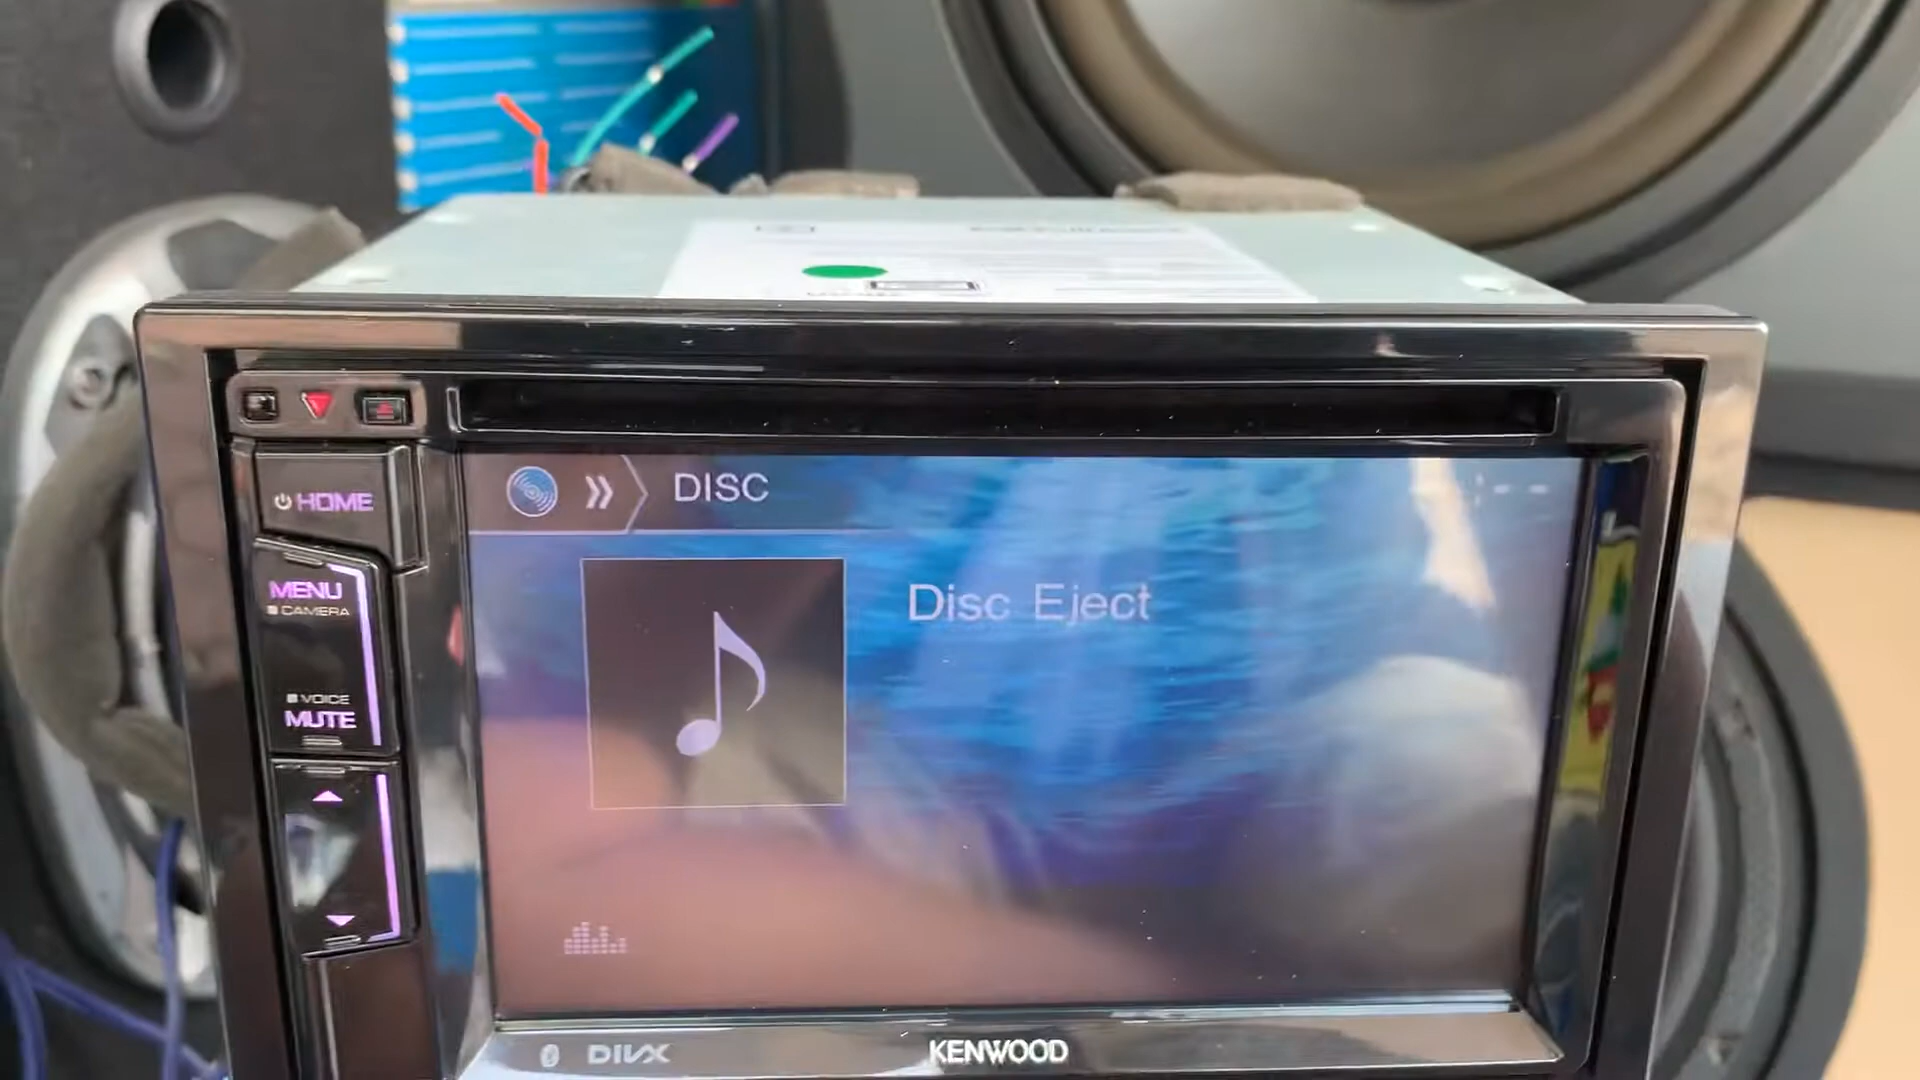 HOME
DISC
MENU
CAMERA
Disc Eject
VOICE
MUTE
DIVX
KENWOOD